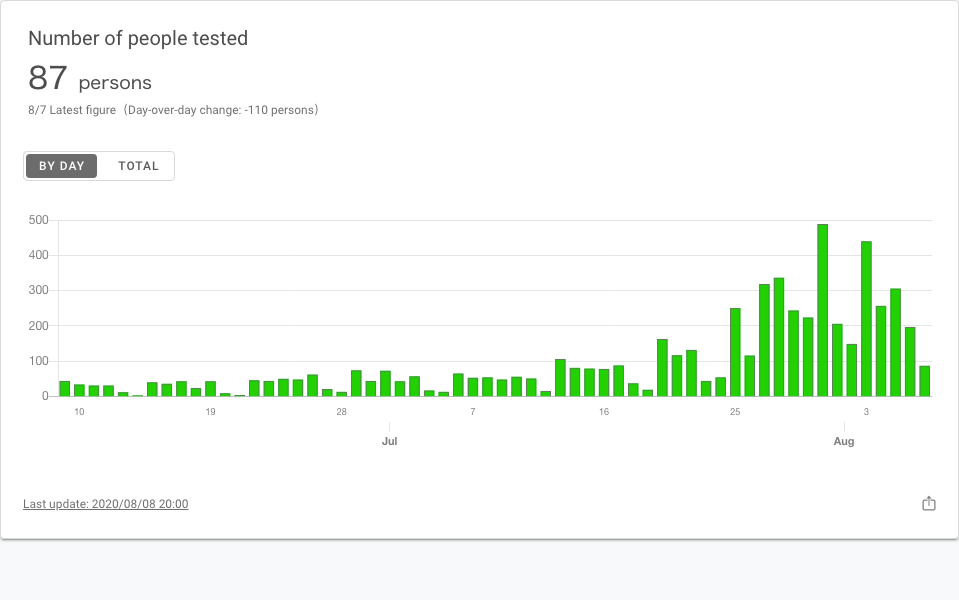 Number of people tested
87 persons
8/7 Latest figure（Day-over-day change: -110 persons）
BY DAY TOTAL
500
400
300
200
100
0
10 19 28 7 16 25 3
Jul Aug
Last update: 2020/08/08 20:00